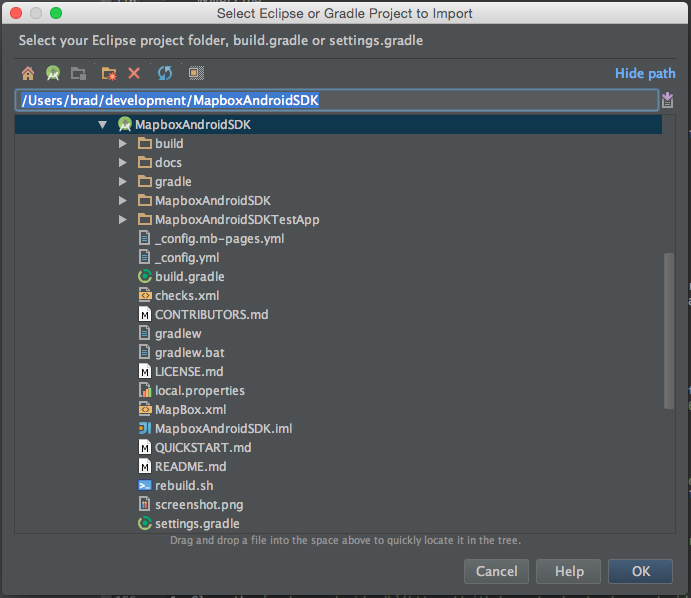 Select Eclipse or Gradle Project to Import
Select your Eclipse project folder, build.gradle or settings.gradle
Hide path
/Users/brad/development/MapboxAndroidSDK
MapboxAndroidSDK
build
docs
gradle
MapboxAndroidSDK
MapboxAndroidSDKTestApp
_config.mb-pages.yml
_config.yml
build.gradle
checks.xml
CONTRIBUTORS.md
gradlew
gradlew.bat
LICENSE.md
local.properties
MapBox.xml
MapboxAndroidSDK.iml
QUICKSTART.md
README.md
rebuild.sh
screenshot.png
settings.gradle
Drag and drop a file into the space above to quickly locate it in the tree.
Cancel Help OK